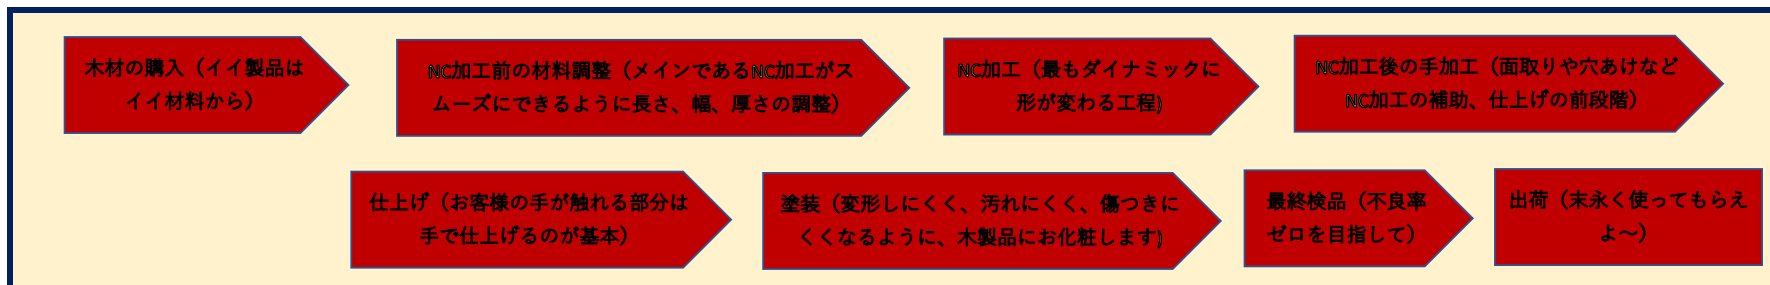 木材の購入（イイ製品は
イイ材料から）
NC加工前の材料調整（メインであるNC加工がス
ムーズにできるように長さ、幅、厚さの調整）
NC加工（最もダイナミックに
形が変わる工程)
NC加工後の手加工（面取りや穴あけなど
NC加工の補助、仕上げの前段階）
仕上げ（お客様の手が触れる部分は
手で仕上げるのが基本）
塗装（変形しにくく、汚れにくく、傷つきに
くくなるように、木製品にお化粧します)
最終検品（不良率
ゼロを目指して）
出荷（末永く使ってもらえ
よ～）